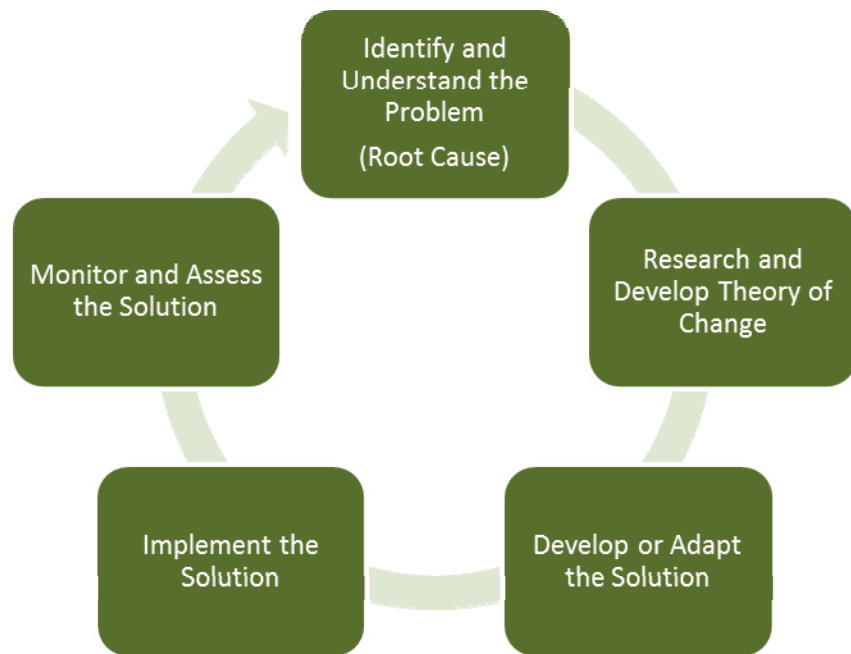 Identify and
Understand the
Problem
(Root Cause)
Research and
Develop Theory of
Change
Develop or Adapt
the Solution
Implement the
Solution
Monitor and Assess
the Solution